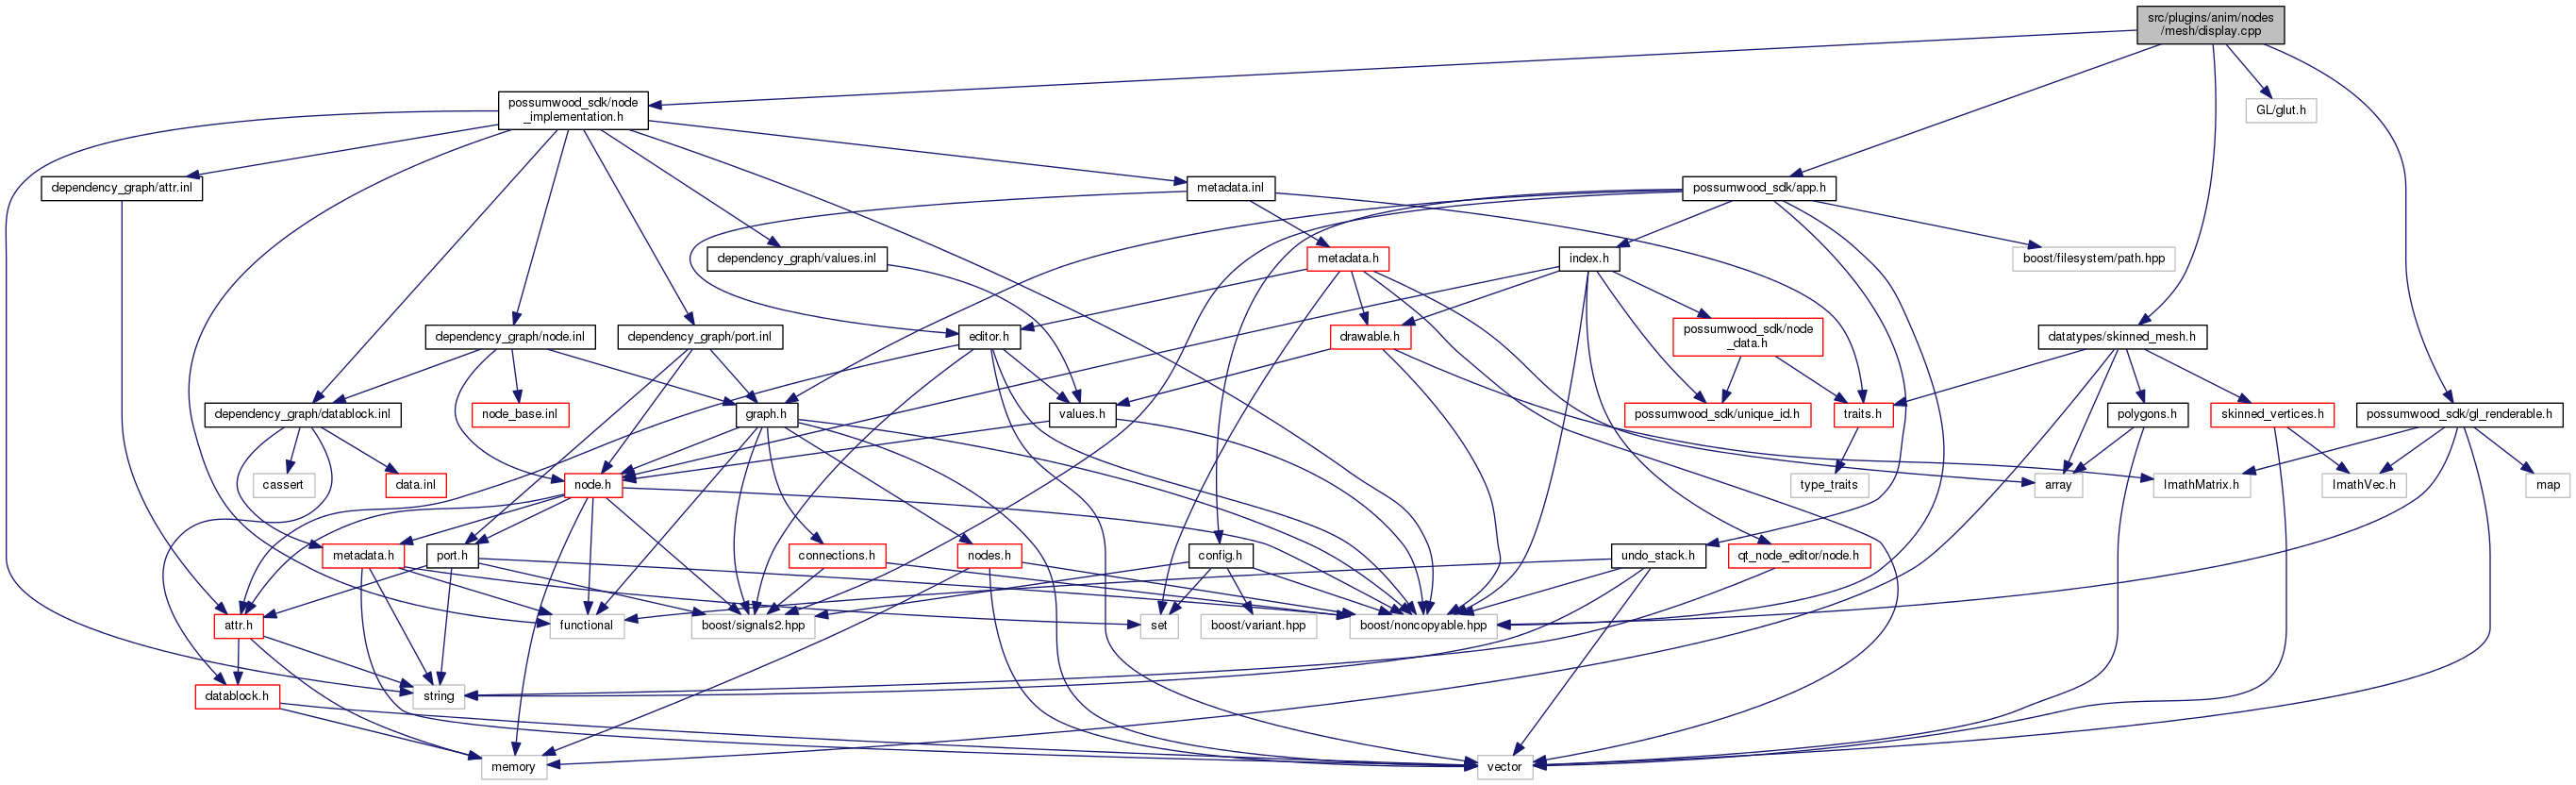 src/plugins/anim/nodes
/mesh/display.cpp
possumwood_sdk/node
_implementation.h
GL/glut.h
dependency_graph/attr.inl
metadata.inl
possumwood_sdk/app.h
dependency_graph/values.inl
metadata.h
index.h
boost/filesystem/path.hpp
dependency_graph/node.inl
dependency_graph/port.inl
editor.h
drawable.h
possumwood_sdk/node
_data.h
datatypes/skinned_mesh.h
dependency_graph/datablock.inl
node_base.inl
graph.h
values.h
possumwood_sdk/unique_id.h
traits.h
polygons.h
skinned_vertices.h
possumwood_sdk/gl_renderable.h
cassert
data.inl
node.h
type_traits
array
ImathMatrix.h
ImathVec.h
map
metadata.h
port.h
connections.h
nodes.h
config.h
undo_stack.h
qt_node_editor/node.h
attr.h
functional
boost/signals2.hpp
set
boost/variant.hpp
boost/noncopyable.hpp
datablock.h
string
memory
vector